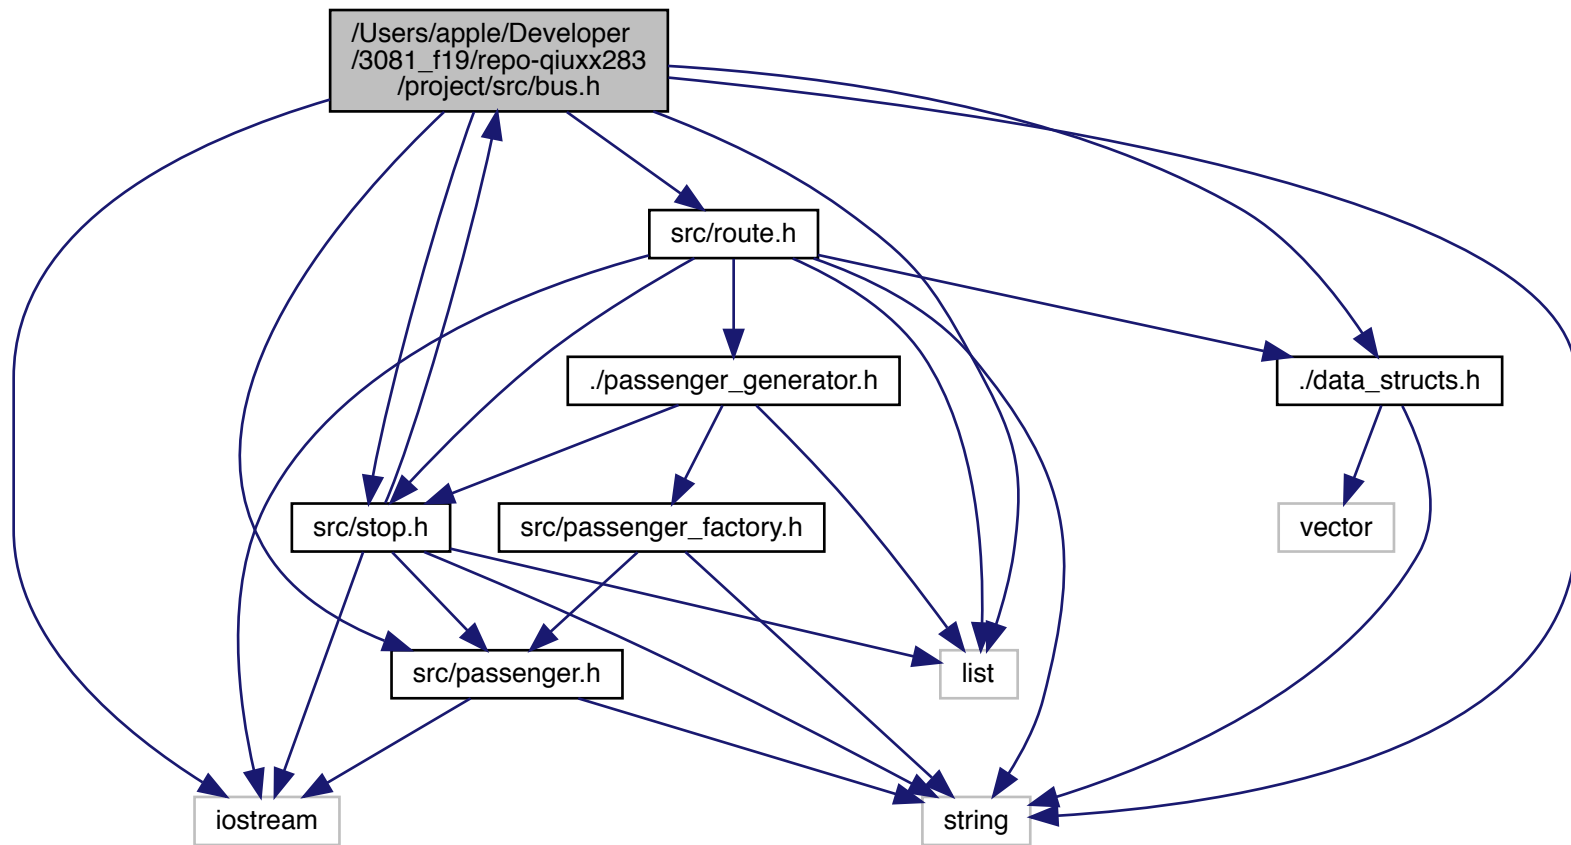 /Users/apple/Developer
/3081_f19/repo-qiuxx283
/project/src/bus.h
src/route.h
./passenger_generator.h
./data_structs.h
src/stop.h
src/passenger_factory.h
vector
src/passenger.h
list
iostream
string